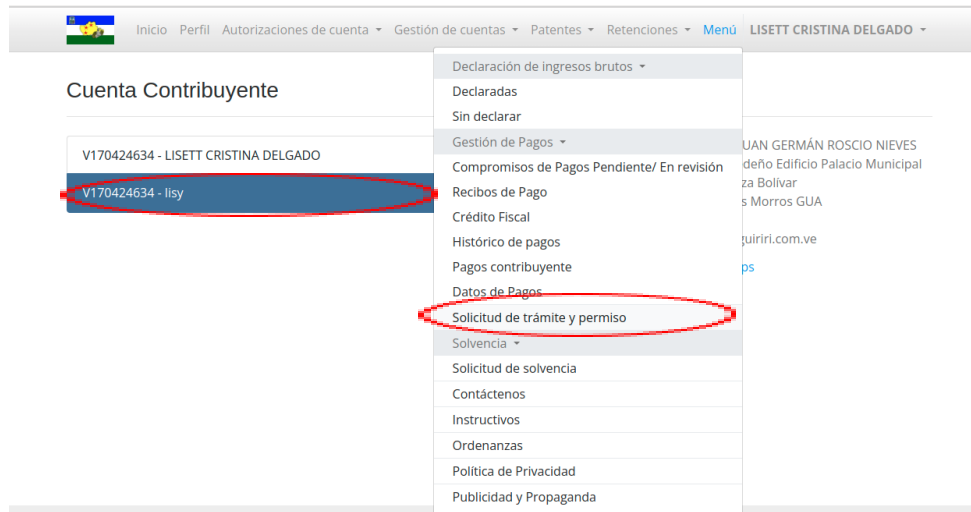 Inicio Perfil Autorizaciones de cuenta Gestión de cuentas Patentes Retenciones Menú LISETT CRISTINA DELGADO
Cuenta Contribuyente
V170424634 - LISETT CRISTINA DELGADO
V170424634 - lisy
Declaración de ingresos brutos
Declaradas
Sin declarar
Gestión de Pagos
Compromisos de Pagos Pendiente/ En revisión
Recibos de Pago
Crédito Fiscal
Histórico de pagos
Pagos contribuyente
Datos de Pagos
Solicitud de trámite y permiso
Solvencia
Solicitud de solvencia
Contáctenos
Instructivos
Ordenanzas
Política de Privacidad
Publicidad y Propaganda
UAN GERMÁN ROSCIO NIEVES
deño Edificio Palacio Municipal
za Bolívar
s Morros GUA
guiriri.com.ve
ps